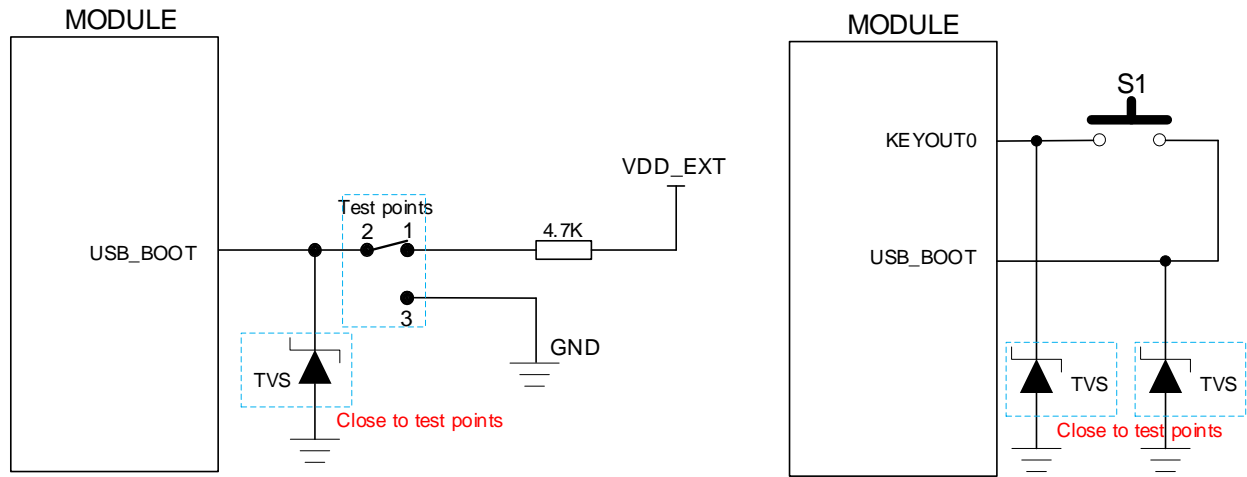 MODULE
VDD_EXT
Test points
2 1
4.7K
USB_BOOT
3
GND
TVS
Close to test points
MODULE
S1
KEYOUT0
USB_BOOT
TVS
TVS
Close to test points